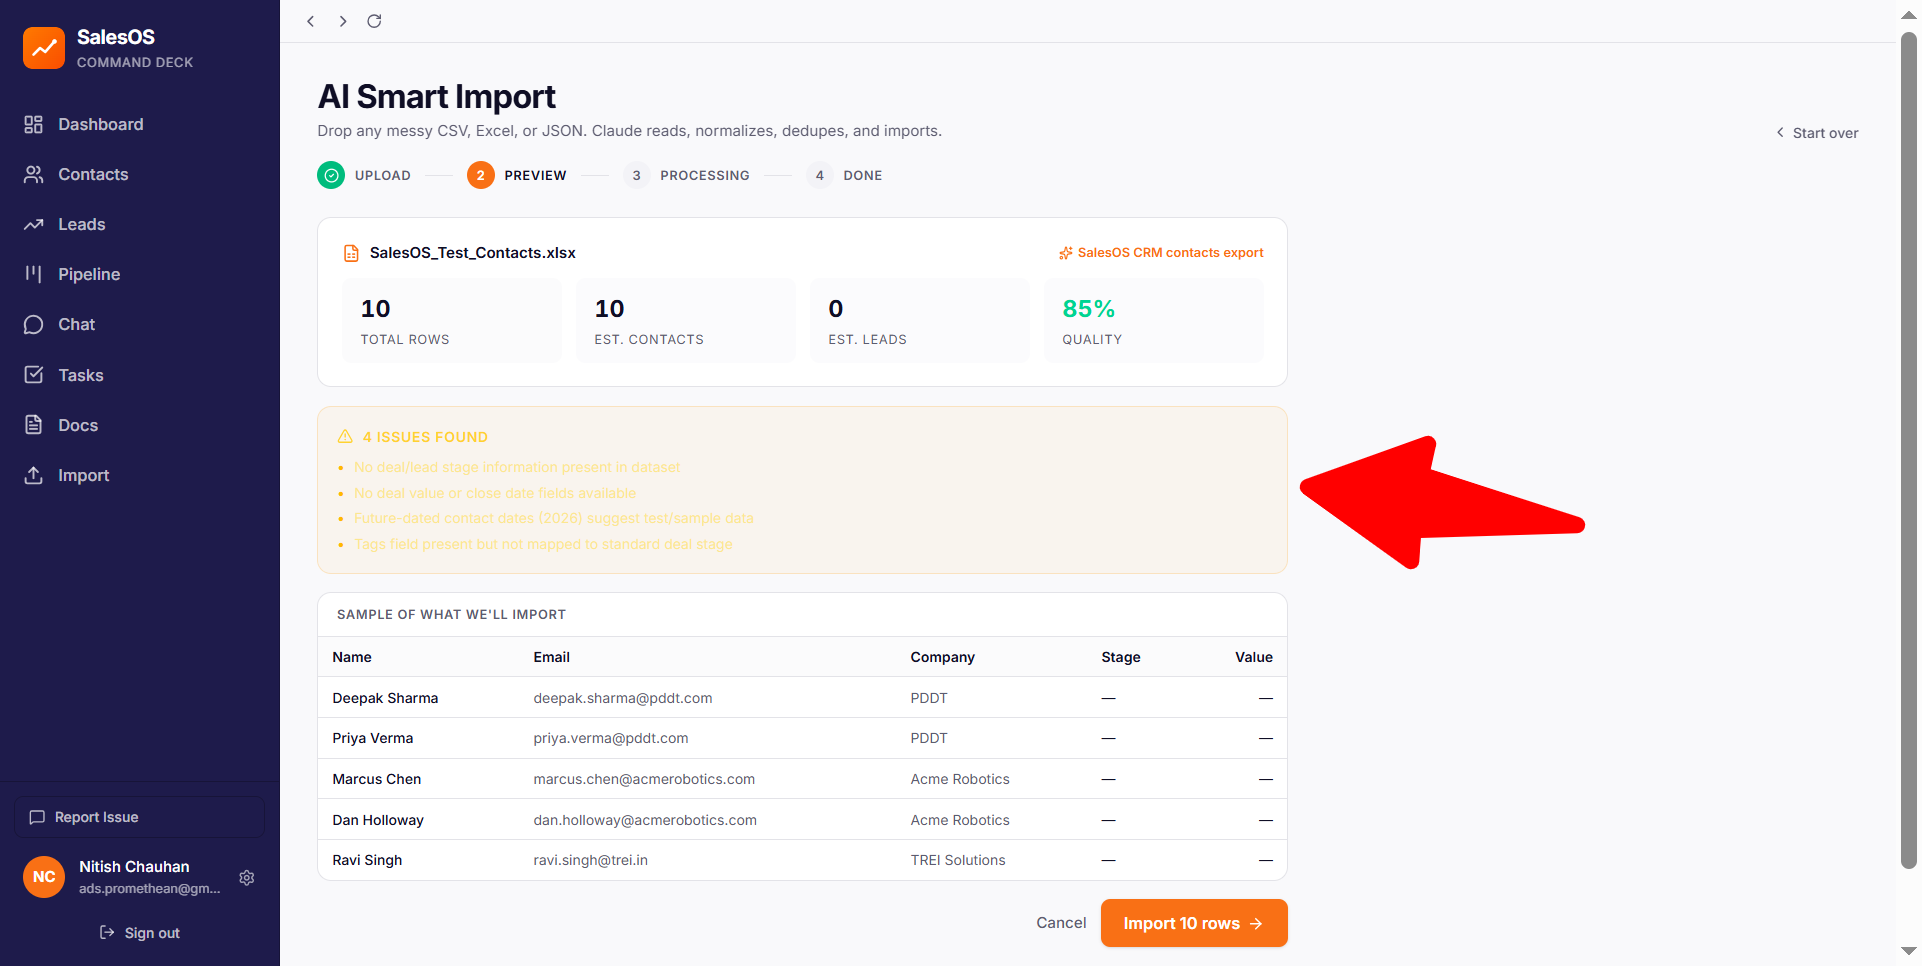 SalesOS
COMMAND DECK
Dashboard
Contacts
Leads
Pipeline
Chat
Tasks
Docs
Import
Report Issue
NC
Nitish Chauhan
ads.promethean@gm...
Sign out
AI Smart Import
Drop any messy CSV, Excel, or JSON. Claude reads, normalizes, dedupes, and imports.
Start over
UPLOAD 2 PREVIEW 3 PROCESSING 4 DONE
SalesOS_Test_Contacts.xlsx SalesOS CRM contacts export
10 10 0 85%
TOTAL ROWS EST. CONTACTS EST. LEADS QUALITY
4 ISSUES FOUND
• No deal/lead stage information present in dataset
• No deal value or close date fields available
• Future-dated contact dates (2026) suggest test/sample data
• Tags field present but not mapped to standard deal stage
SAMPLE OF WHAT WE'LL IMPORT
Name Email Company Stage Value
Deepak Sharma deepak.sharma@pddt.com PDDT — —
Priya Verma priya.verma@pddt.com PDDT — —
Marcus Chen marcus.chen@acmerobotics.com Acme Robotics — —
Dan Holloway dan.holloway@acmerobotics.com Acme Robotics — —
Ravi Singh ravi.singh@trei.in TREI Solutions — —
Cancel Import 10 rows →